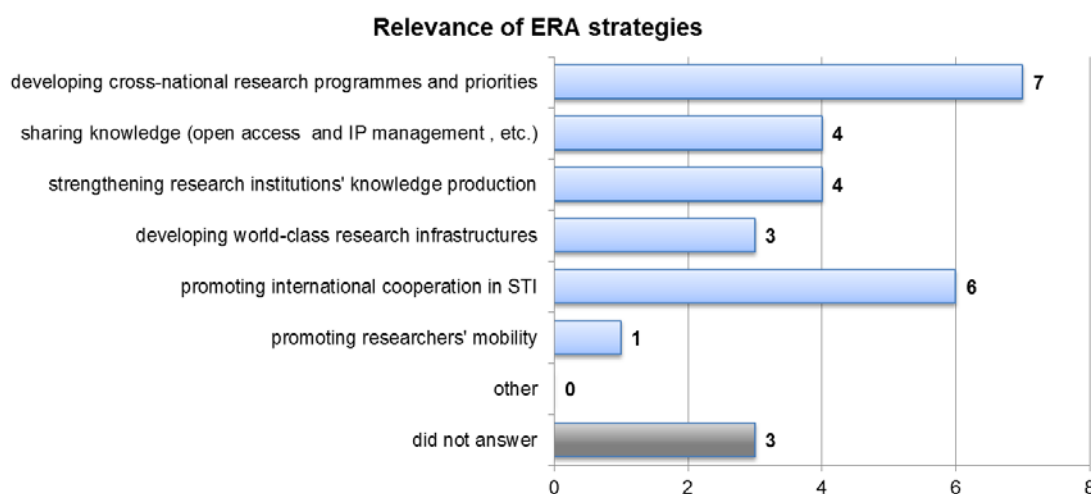 Relevance of ERA strategies
developing cross-national research programmes and priorities 7
sharing knowledge (open access and IP management , etc.) 4
strengthening research institutions' knowledge production 4
developing world-class research infrastructures 3
promoting international cooperation in STI 6
promoting researchers' mobility 1
other 0
did not answer 3
0 2 4 6 8